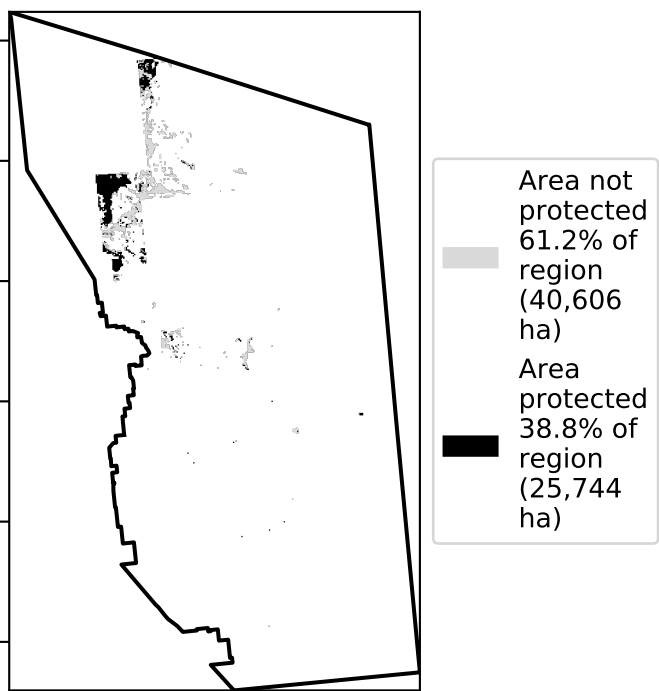 Area not
protected
61.2% of
region
(40,606
ha)
Area
protected
38.8% of
region
(25,744
ha)